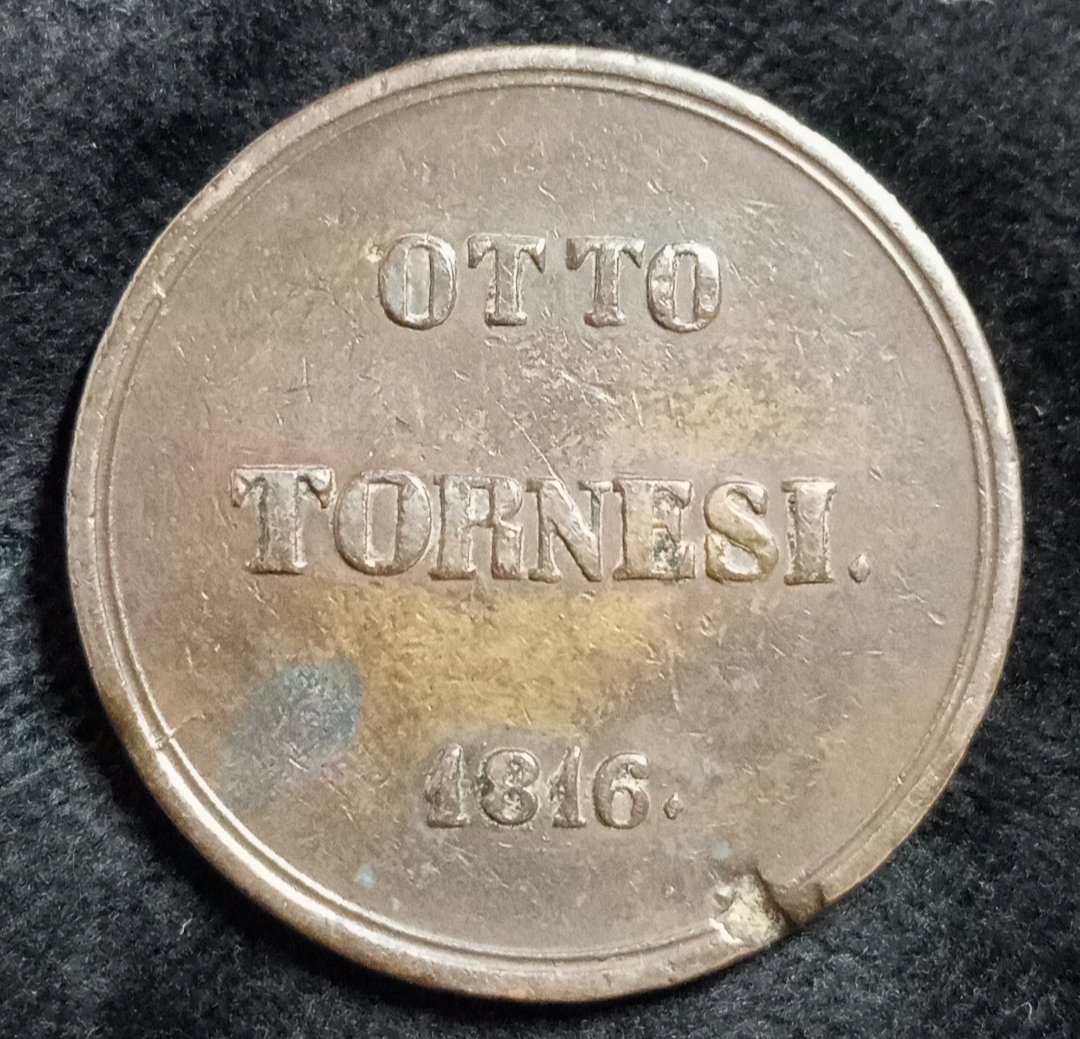 OTTO
TORNESI.
1816.